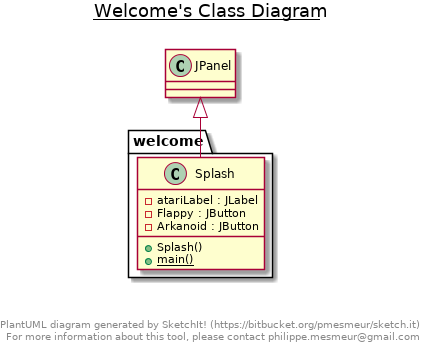 Welcome's Class Diagram
C JPanel
welcome
C Splash
atariLabel : JLabel
Flappy : JButton
Arkanoid : JButton
Splash()
main()
PlantUML diagram generated by SketchIt! (https://bitbucket.org/pmesmeur/sketch.it)
For more information about this tool, please contact philippe.mesmeur@gmail.com